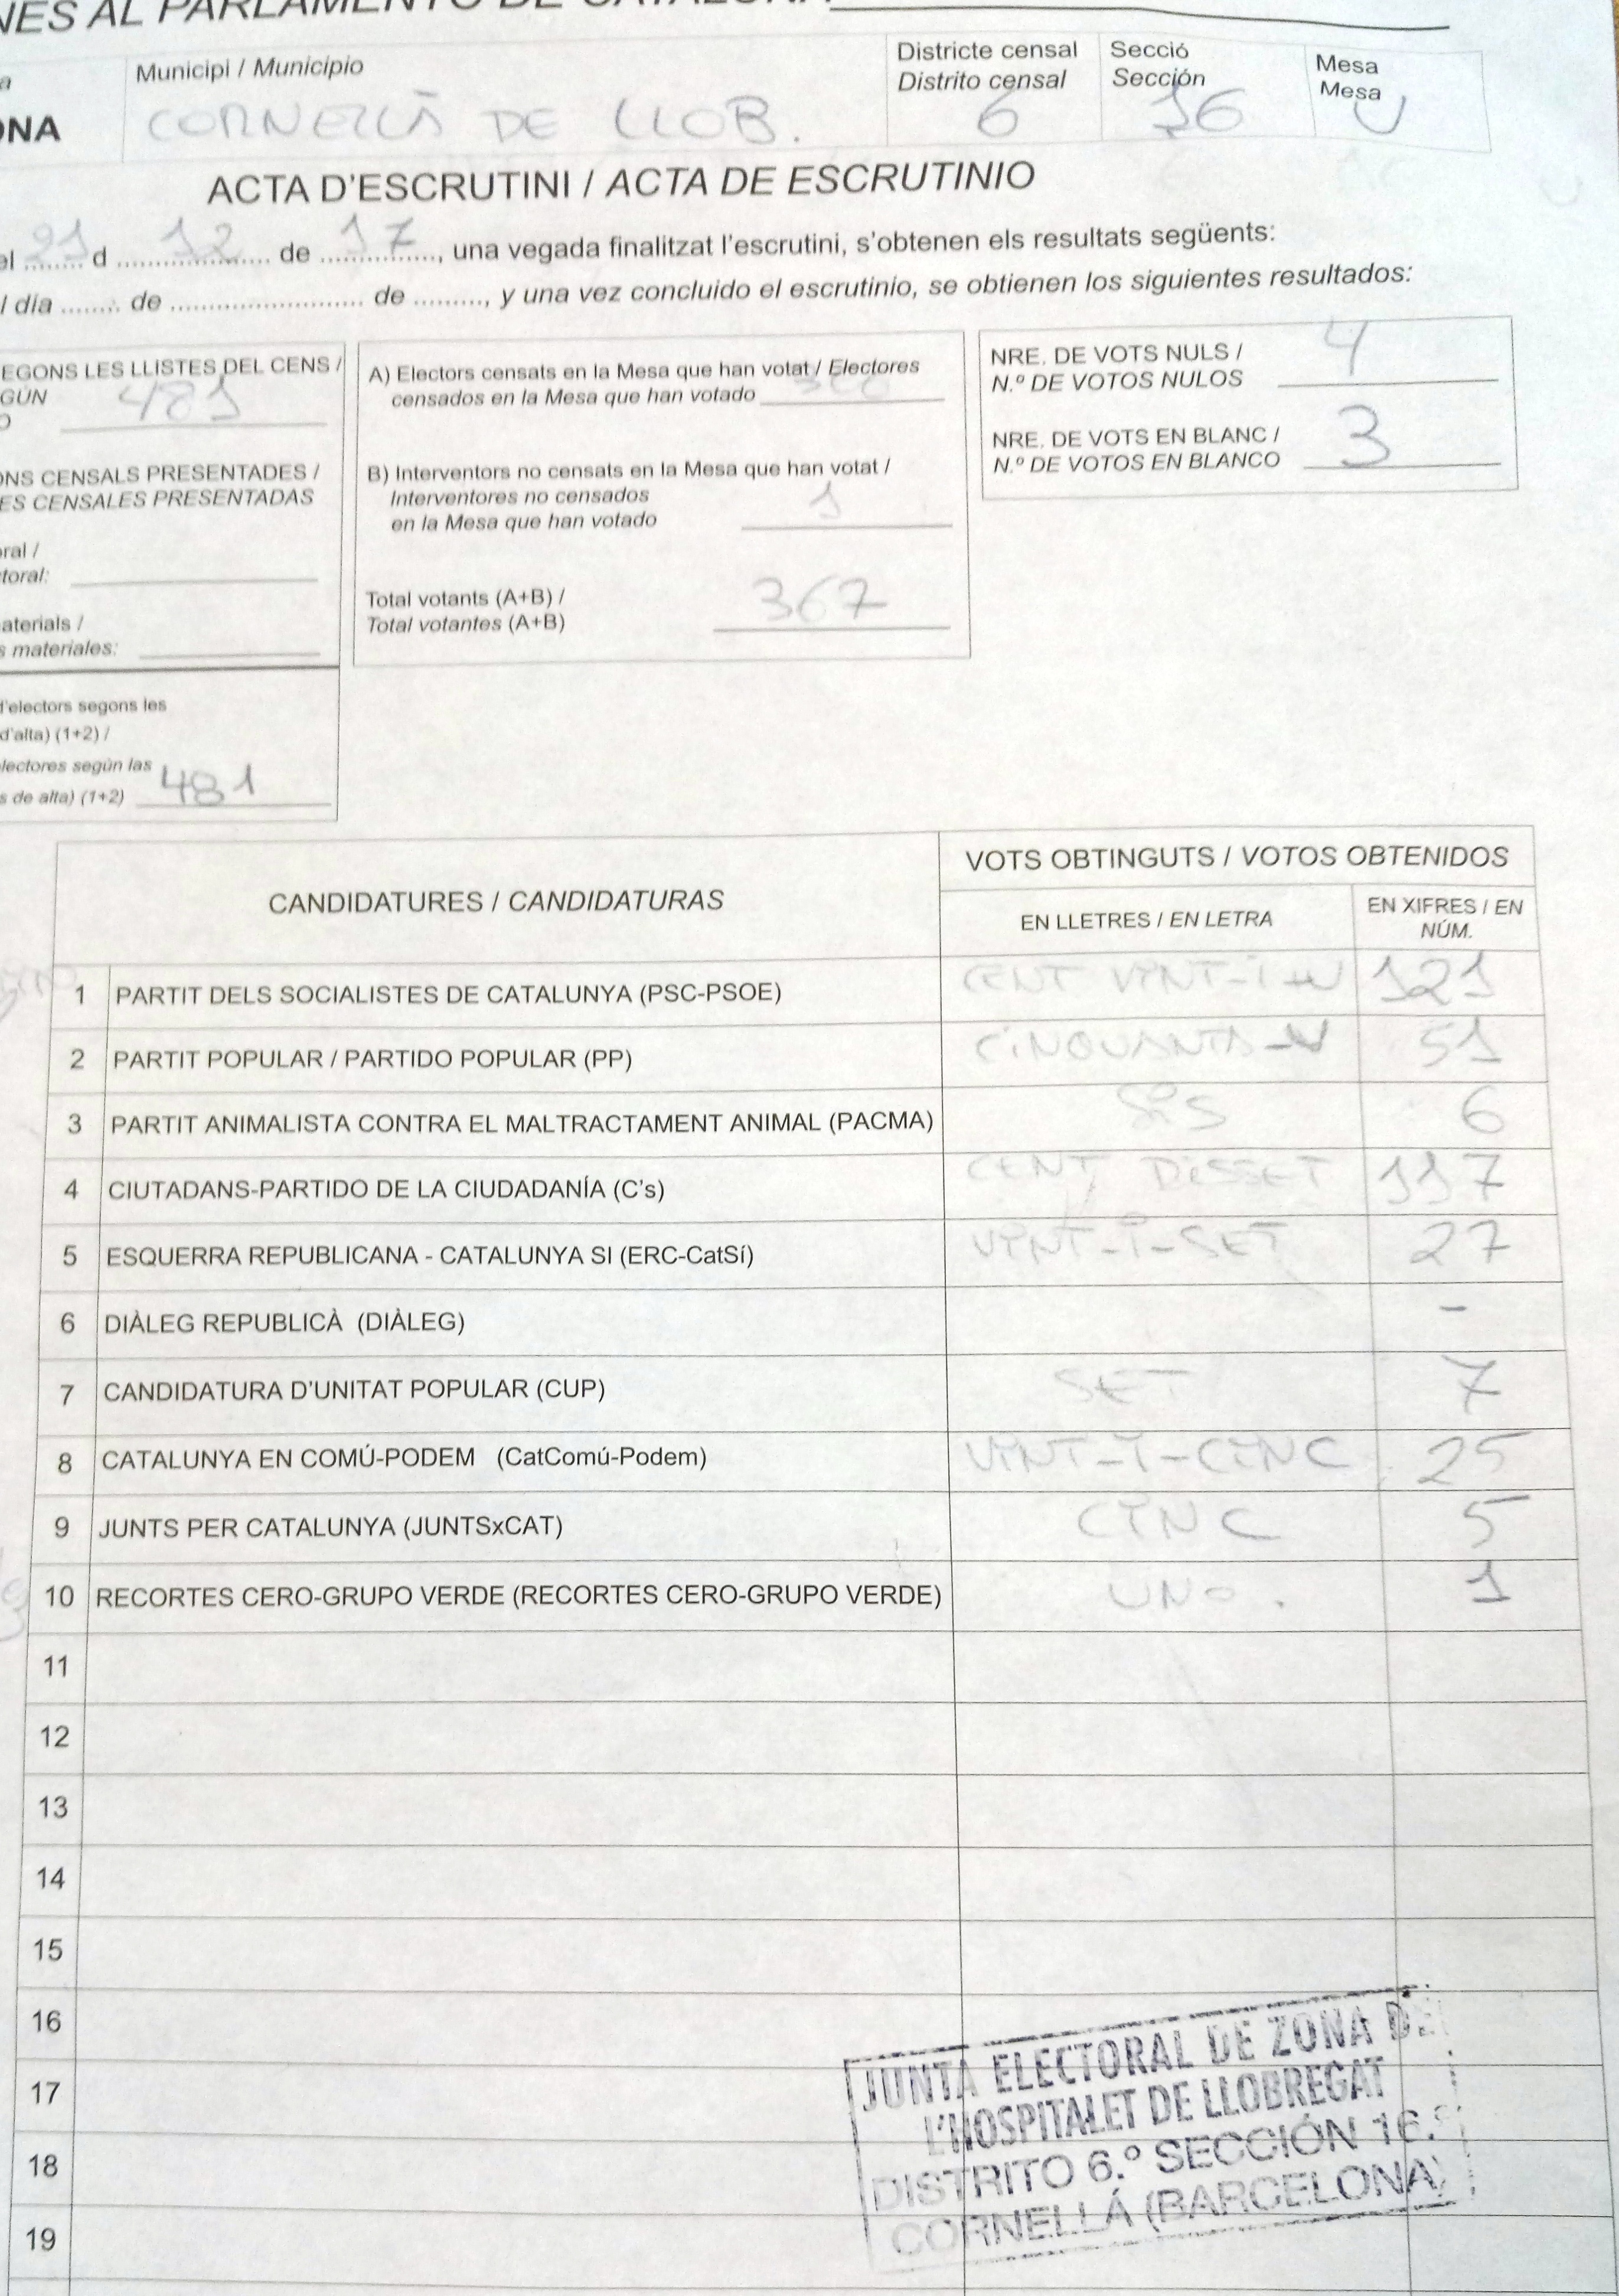 NES AL PARLAMENTO DE CATALUÑA
Municipi / Municipio
Districte censal
Distrito censal
Secció
Sección
Mesa
Mesa
ONA
CORNELLÀ DE LLOB.
6
16
U
ACTA D'ESCRUTINI / ACTA DE ESCRUTINIO
el 21 d 12 de 17, una vegada finalitzat l'escrutini, s'obtenen els resultats següents:
l día ........ de ........................ de ........., y una vez concluido el escrutinio, se obtienen los siguientes resultados:
EGONS LES LLISTES DEL CENS /
GÚN
O
481
ONS CENSALS PRESENTADES /
ES CENSALES PRESENTADAS
oral /
toral:
aterials /
s materiales:
d'electors segons les
d'alta) (1+2) /
lectores según las
s de alta) (1+2) 481
A) Electors censats en la Mesa que han votat / Electores
censados en la Mesa que han votado 366
B) Interventors no censats en la Mesa que han votat /
Interventores no censados
en la Mesa que han votado 1
Total votants (A+B) /
Total votantes (A+B) 367
NRE. DE VOTS NULS /
N.º DE VOTOS NULOS 4
NRE. DE VOTS EN BLANC /
N.º DE VOTOS EN BLANCO 3
CANDIDATURES / CANDIDATURAS
VOTS OBTINGUTS / VOTOS OBTENIDOS
EN LLETRES / EN LETRA
EN XIFRES / EN
NÚM.
1 PARTIT DELS SOCIALISTES DE CATALUNYA (PSC-PSOE) CENT VINT-I-U 121
2 PARTIT POPULAR / PARTIDO POPULAR (PP) CINQUANTA-U 51
3 PARTIT ANIMALISTA CONTRA EL MALTRACTAMENT ANIMAL (PACMA) SIS 6
4 CIUTADANS-PARTIDO DE LA CIUDADANÍA (C's) CENT DISSET 117
5 ESQUERRA REPUBLICANA - CATALUNYA SI (ERC-CatSí) VINT-I-SET 27
6 DIÀLEG REPUBLICÀ (DIÀLEG) -
7 CANDIDATURA D'UNITAT POPULAR (CUP) SET 7
8 CATALUNYA EN COMÚ-PODEM (CatComú-Podem) VINT-I-CINC 25
9 JUNTS PER CATALUNYA (JUNTSxCAT) CINC 5
10 RECORTES CERO-GRUPO VERDE (RECORTES CERO-GRUPO VERDE) UNO. 1
11
12
13
14
15
16
17
18
19
JUNTA ELECTORAL DE ZONA DE
L'HOSPITALET DE LLOBREGAT
DISTRITO 6.º SECCIÓN 16.ª
CORNELLÁ (BARCELONA)